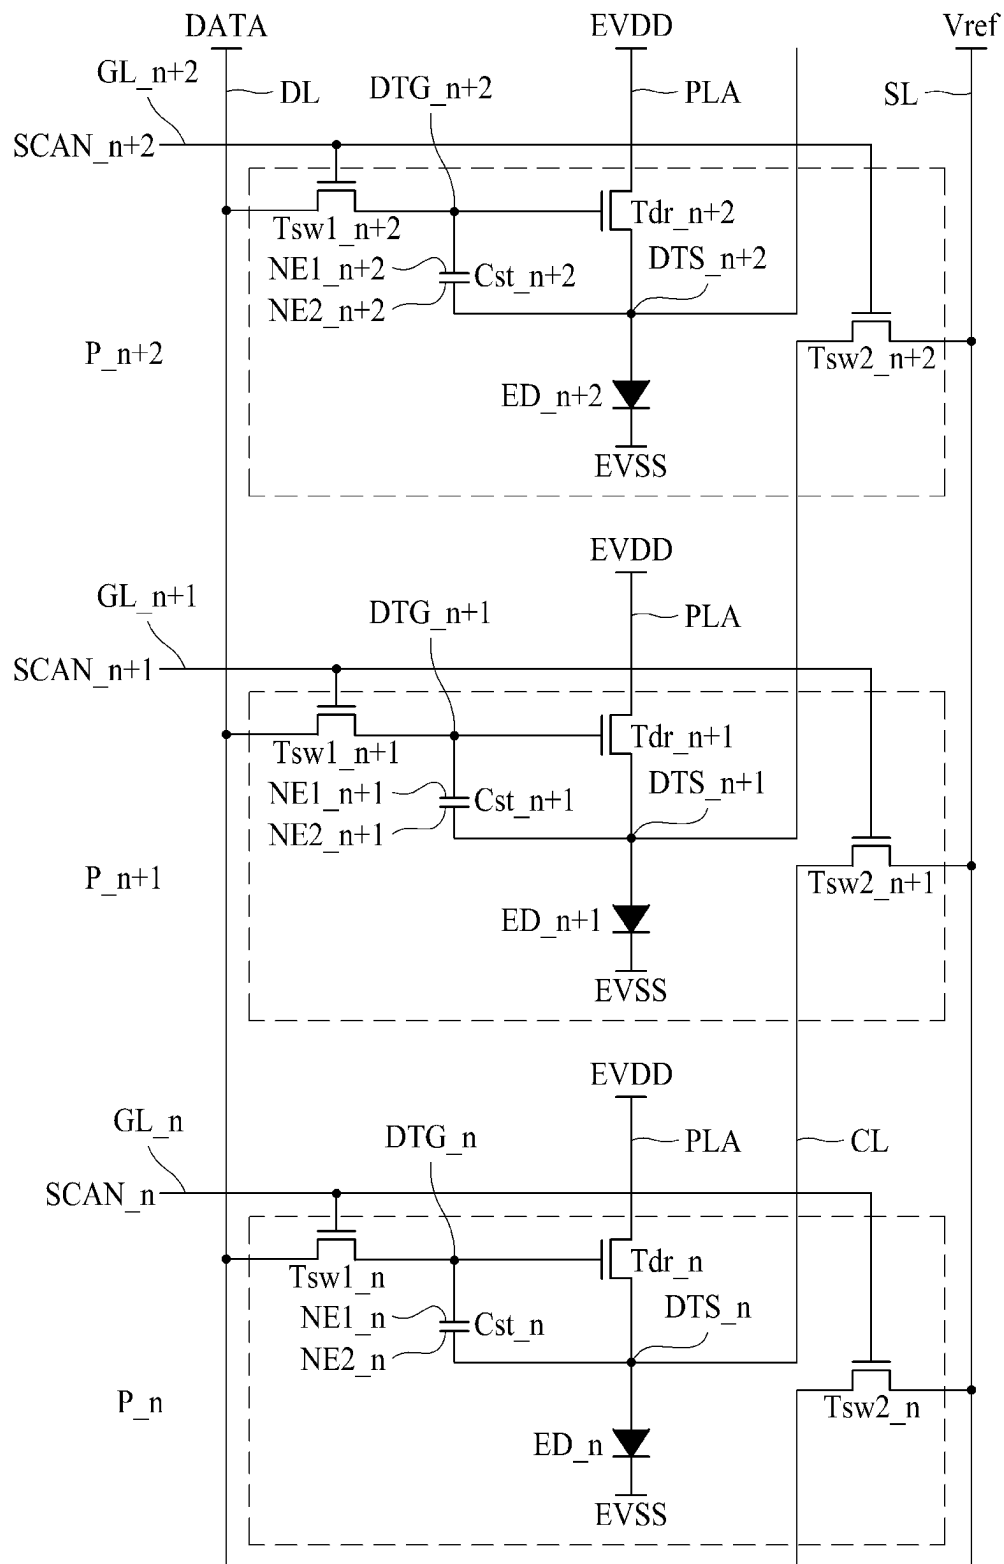 DATA
EVDD
Vref
GL_n+2
DL
DTG_n+2
PLA
SL
SCAN_n+2
Tsw1_n+2
Tdr_n+2
NE1_n+2
Cst_n+2
DTS_n+2
NE2_n+2
P_n+2
Tsw2_n+2
ED_n+2
EVSS
EVDD
GL_n+1
DTG_n+1
PLA
SCAN_n+1
Tsw1_n+1
Tdr_n+1
NE1_n+1
Cst_n+1
DTS_n+1
NE2_n+1
P_n+1
Tsw2_n+1
ED_n+1
EVSS
EVDD
GL_n
DTG_n
PLA
CL
SCAN_n
Tsw1_n
Tdr_n
NE1_n
Cst_n
DTS_n
NE2_n
P_n
Tsw2_n
ED_n
EVSS